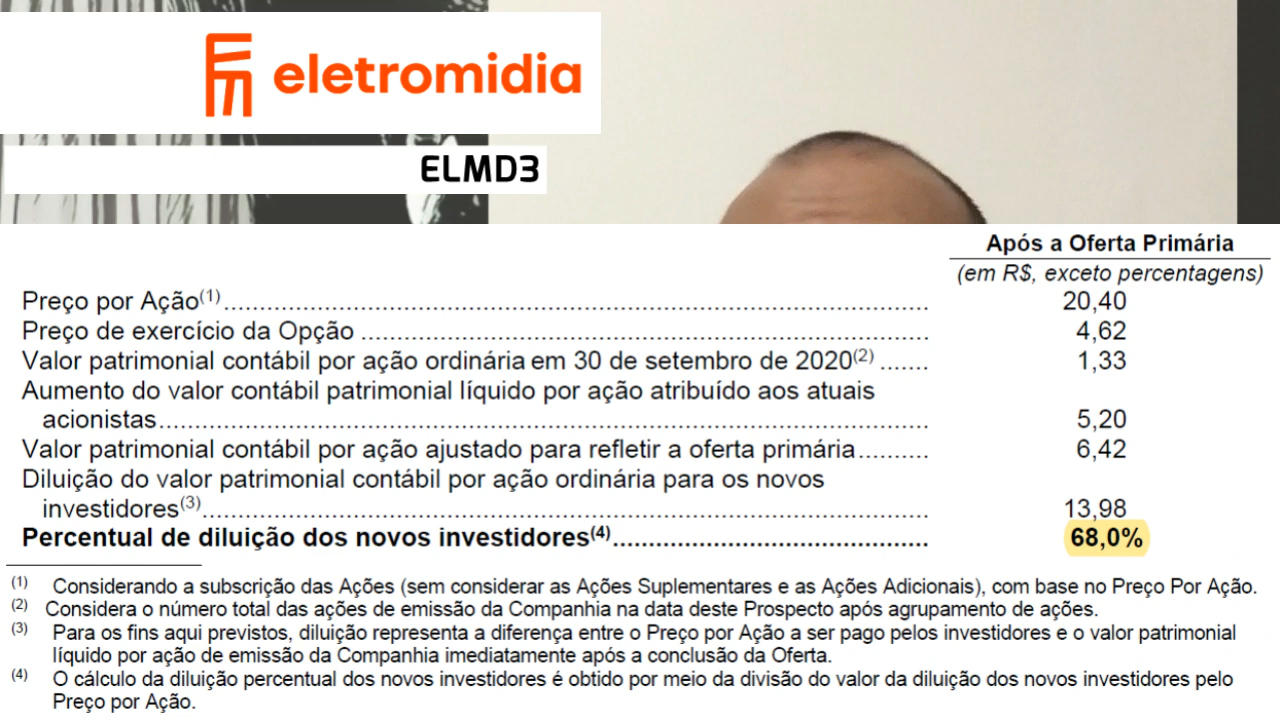 eletromidia
ELMD3
Após a Oferta Primária
(em R$, exceto percentagens)
Preço por Ação(1) 20,40
Preço de exercício da Opção 4,62
Valor patrimonial contábil por ação ordinária em 30 de setembro de 2020(2) 1,33
Aumento do valor contábil patrimonial líquido por ação atribuído aos atuais
acionistas 5,20
Valor patrimonial contábil por ação ajustado para refletir a oferta primária 6,42
Diluição do valor patrimonial contábil por ação ordinária para os novos
investidores(3) 13,98
Percentual de diluição dos novos investidores(4) 68,0%
(1) Considerando a subscrição das Ações (sem considerar as Ações Suplementares e as Ações Adicionais), com base no Preço Por Ação.
(2) Considera o número total das ações de emissão da Companhia na data deste Prospecto após agrupamento de ações.
(3) Para os fins aqui previstos, diluição representa a diferença entre o Preço por Ação a ser pago pelos investidores e o valor patrimonial
líquido por ação de emissão da Companhia imediatamente após a conclusão da Oferta.
(4) O cálculo da diluição percentual dos novos investidores é obtido por meio da divisão do valor da diluição dos novos investidores pelo
Preço por Ação.